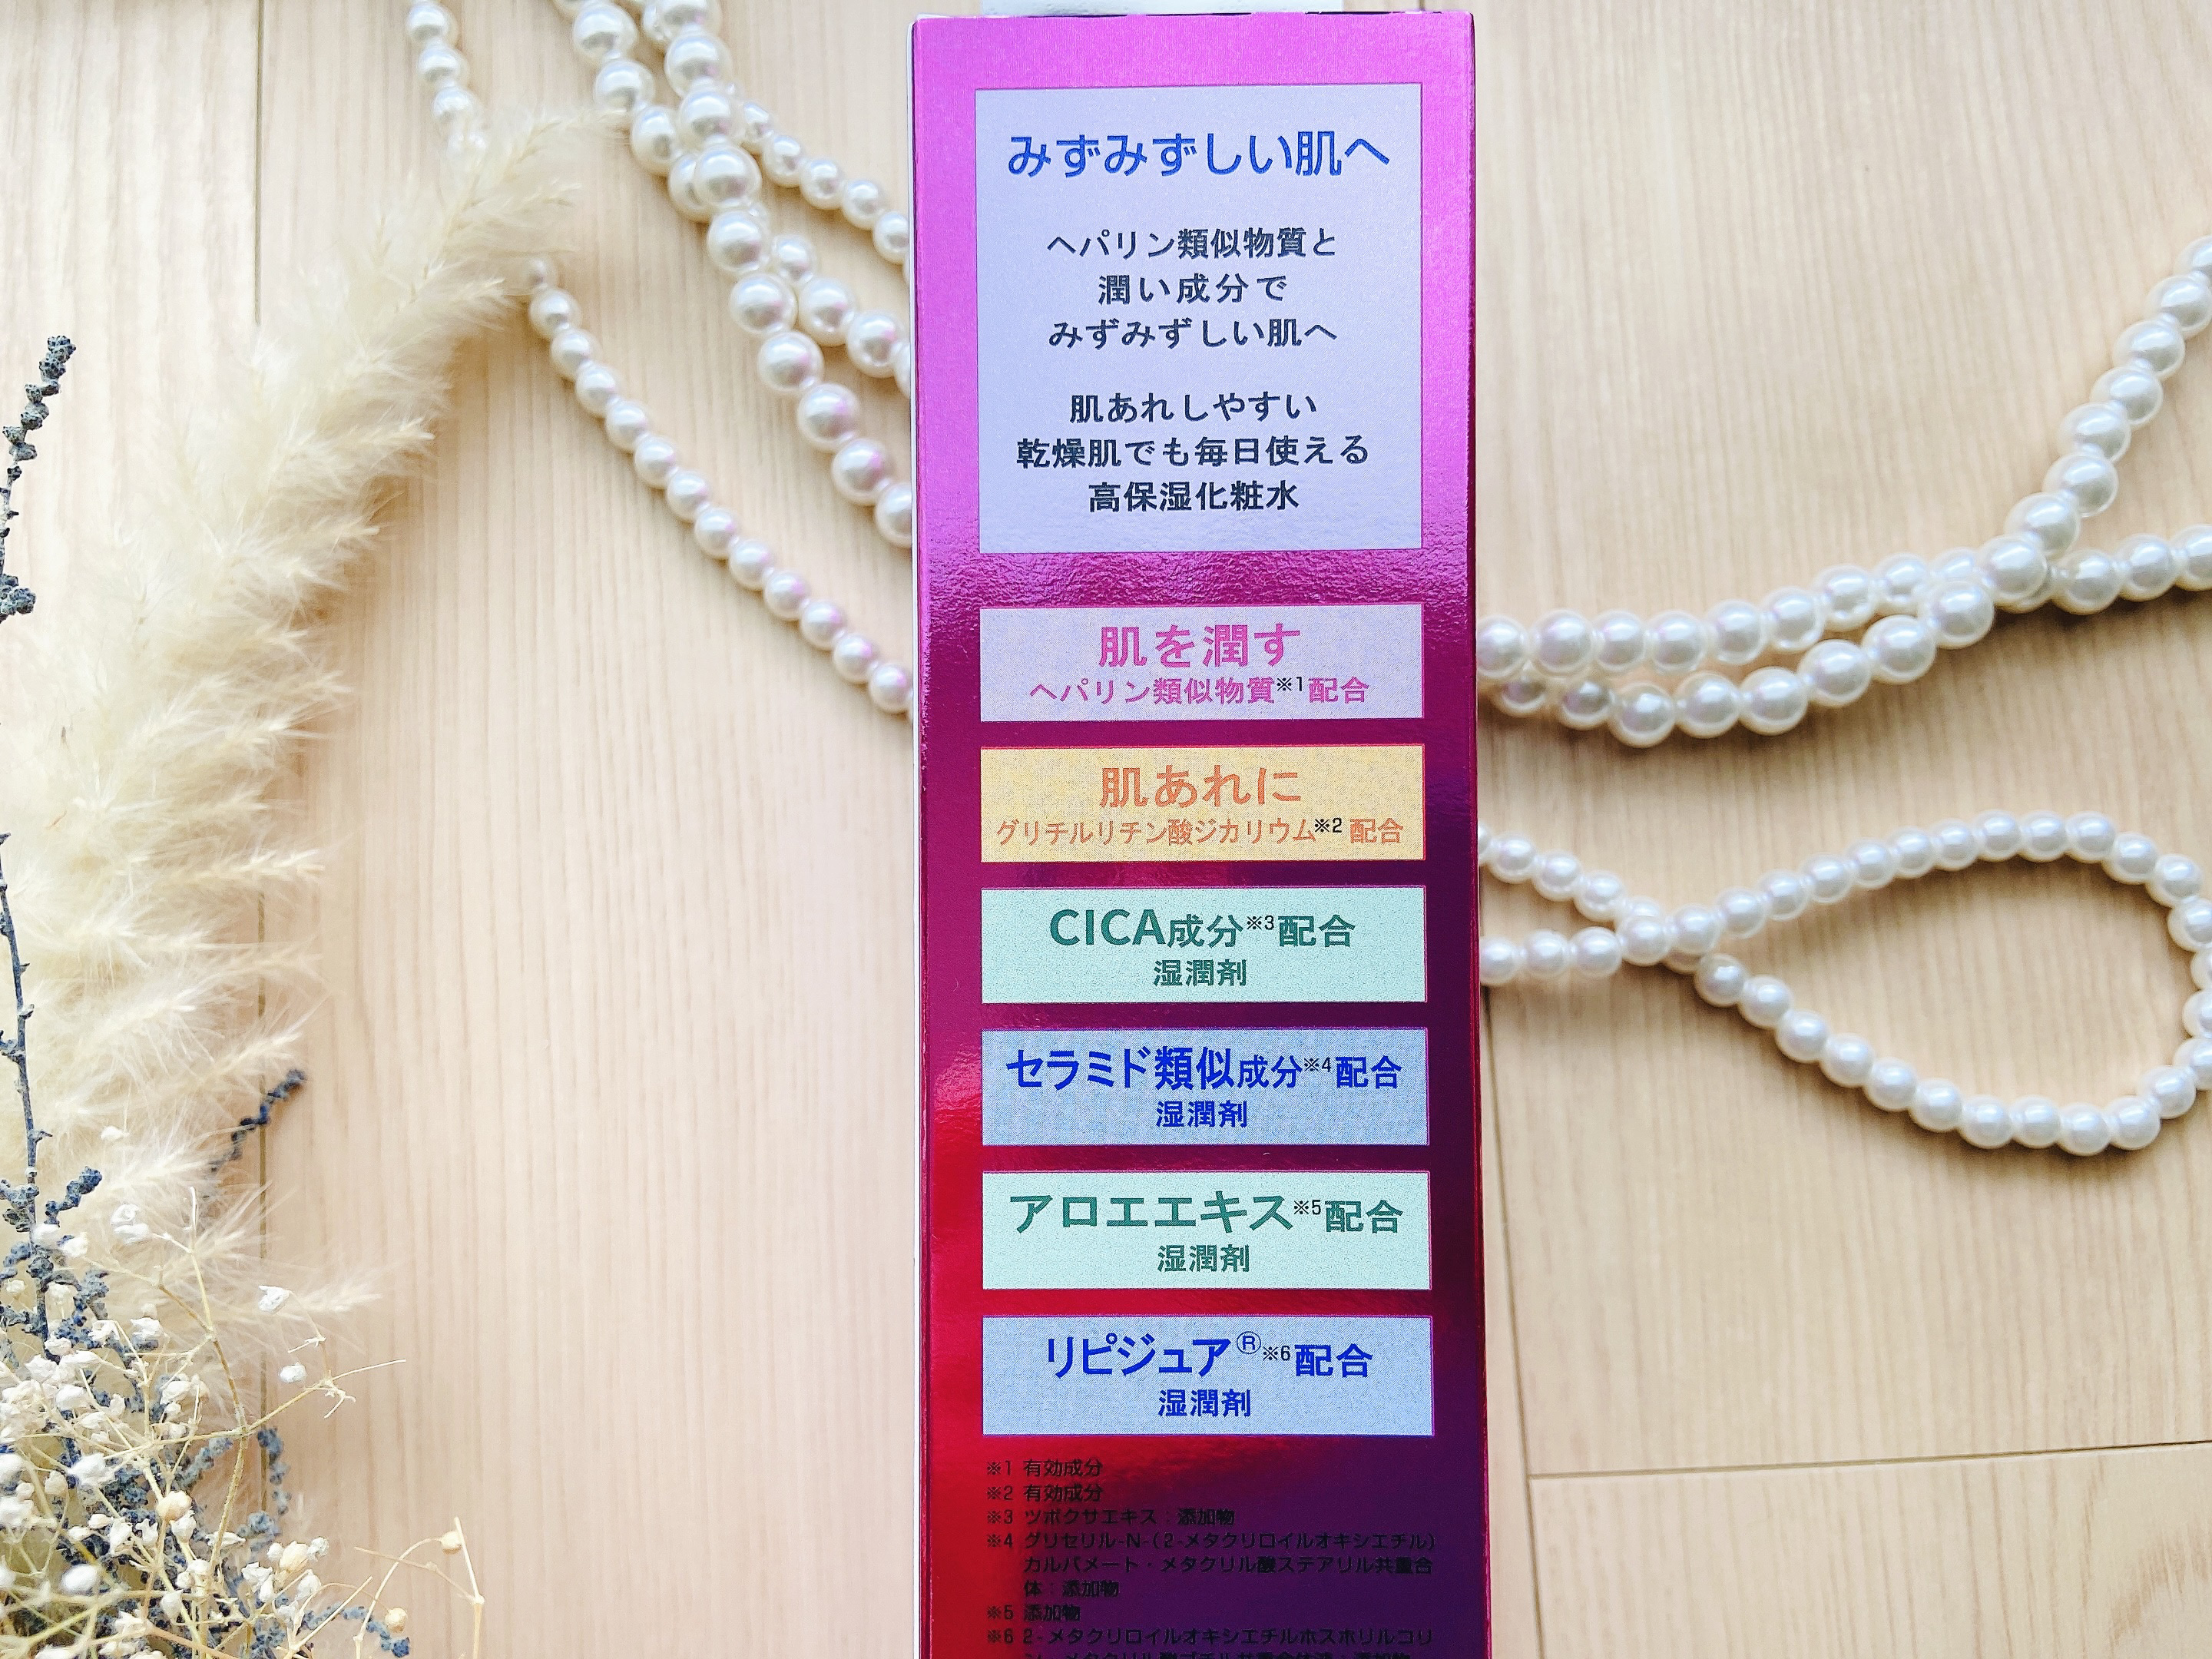 みずみずしい肌へ
ヘパリン類似物質と
潤い成分で
みずみずしい肌へ
肌あれしやすい
乾燥肌でも毎日使える
高保湿化粧水
肌を潤す
ヘパリン類似物質※1配合
肌あれに
グリチルリチン酸ジカリウム※2配合
CICA成分※3配合
湿潤剤
セラミド類似成分※4配合
湿潤剤
アロエエキス※5配合
湿潤剤
リピジュア®※6配合
湿潤剤
※1 有効成分
※2 有効成分
※3 ツボクサエキス：添加物
※4 グリセリル-N-(2-メタクリロイルオキシエチル)
カルバメート・メタクリル酸ステアリル共重合
体：添加物
※5 添加物
※6 2-メタクリロイルオキシエチルホスホリルコリ